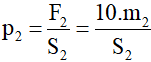 p₂ = F₂/S₂ = 10.m₂/S₂